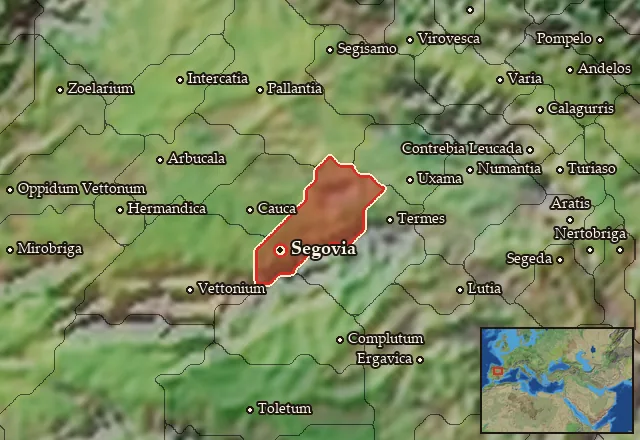 Segisamo
Virovesca
Pompelo
Andelos
Zoelarium
Intercatia
Pallantia
Varia
Calagurris
Contrebia Leucada
Arbucala
Numantia
Turiaso
Oppidum Vettonum
Uxama
Hermandica
Cauca
Termes
Aratis
Nertobriga
Mirobriga
Segovia
Segeda
Vettonium
Lutia
Complutum
Ergavica
Toletum